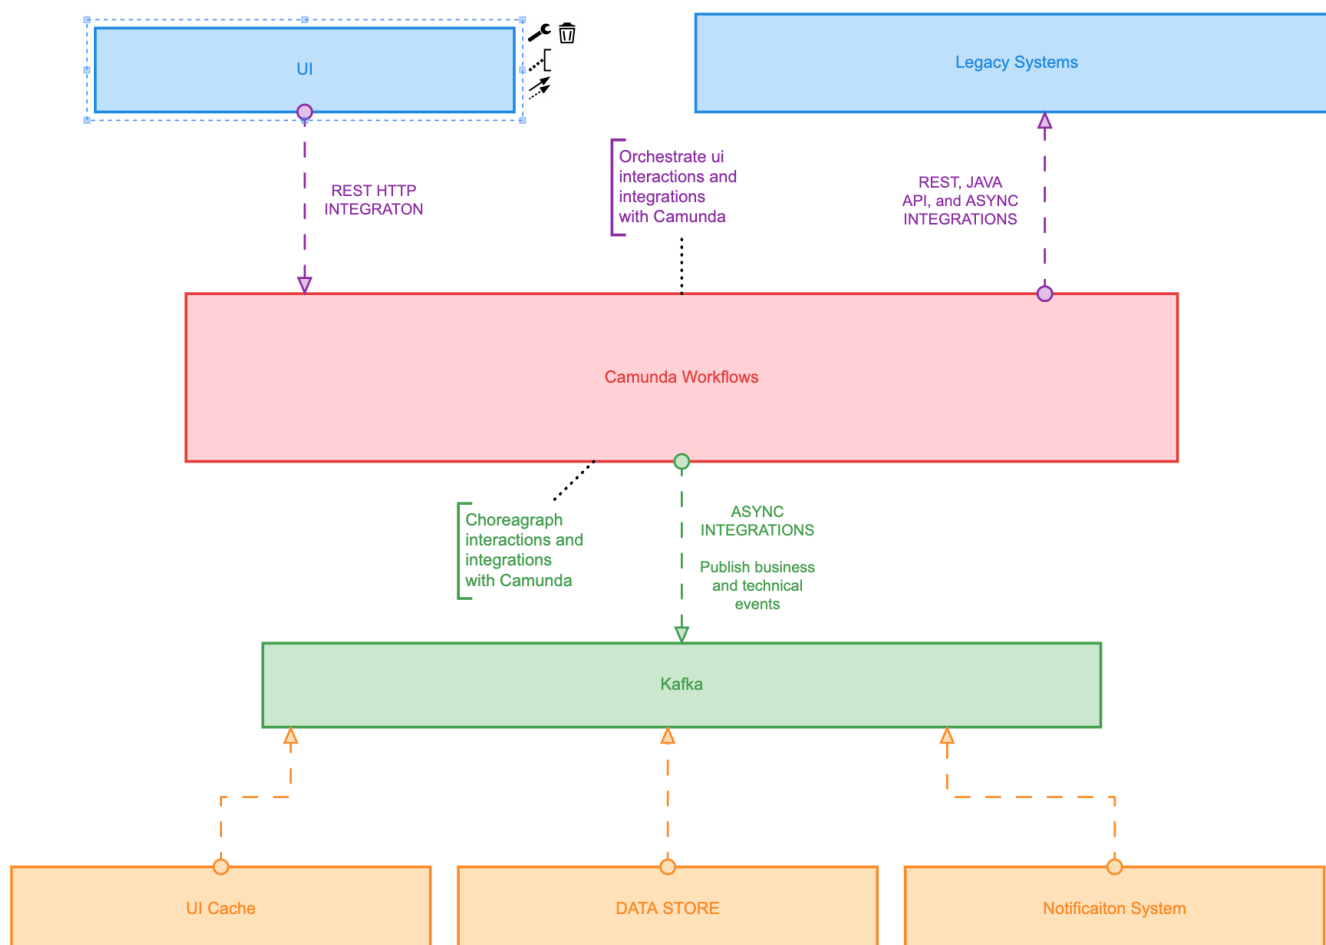 UI
Legacy Systems
Orchestrate ui
interactions and
integrations
with Camunda
REST HTTP
INTEGRATON
REST, JAVA
API, and ASYNC
INTEGRATIONS
Camunda Workflows
Choreagraph
interactions and
integrations
with Camunda
ASYNC
INTEGRATIONS
Publish business
and technical
events
Kafka
UI Cache
DATA STORE
Notificaiton System